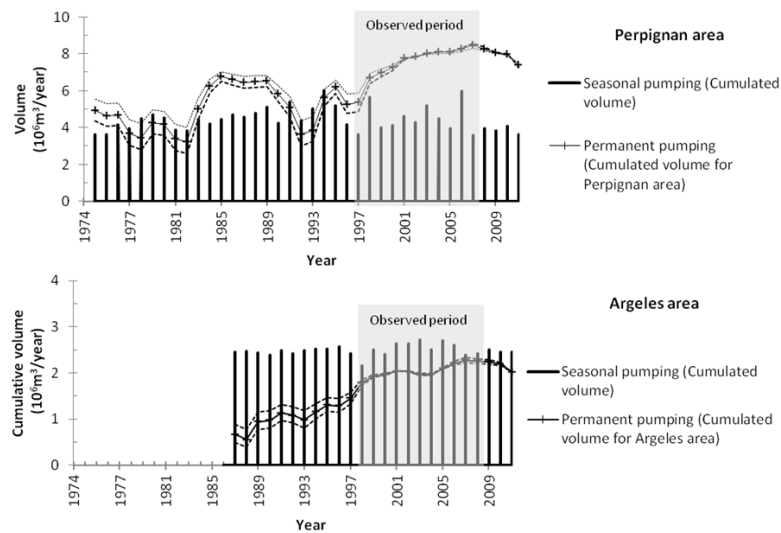 Observed period
Perpignan area
10
8
6
4
2
0
Volume
(10⁶m³/year)
Seasonal pumping (Cumulated
volume)
Permanent pumping
(Cumulated volume for
Perpignan area)
1974
1977
1981
1985
1989
1993
1997
2001
2005
2009
Year
Observed period
Argeles area
4
3
2
1
0
Cumulative volume
(10⁶m³/year)
Seasonal pumping (Cumulated
volume)
Permanent pumping (Cumulated
volume for Argeles area)
1974
1977
1981
1985
1989
1993
1997
2001
2005
2009
Year